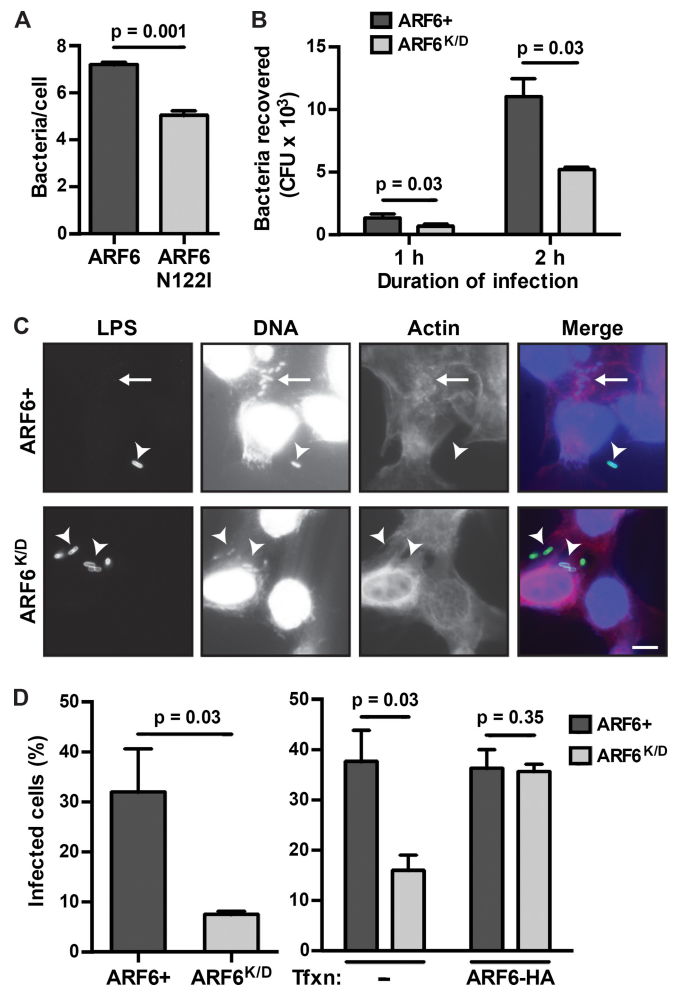 A
p = 0.001
8
6
4
2
0
Bacteria/cell
ARF6
ARF6
N122I
B
ARF6+
ARF6K/D
15
10
5
0
Bacteria recovered
(CFU x 10³)
p = 0.03
p = 0.03
1 h
2 h
Duration of infection
C
LPS
DNA
Actin
Merge
ARF6+
ARF6K/D
D
50
40
30
20
10
0
Infected cells (%)
p = 0.03
ARF6+
ARF6K/D
50
40
30
20
10
0
p = 0.03
p = 0.35
ARF6+
ARF6K/D
Tfxn:
–
ARF6-HA